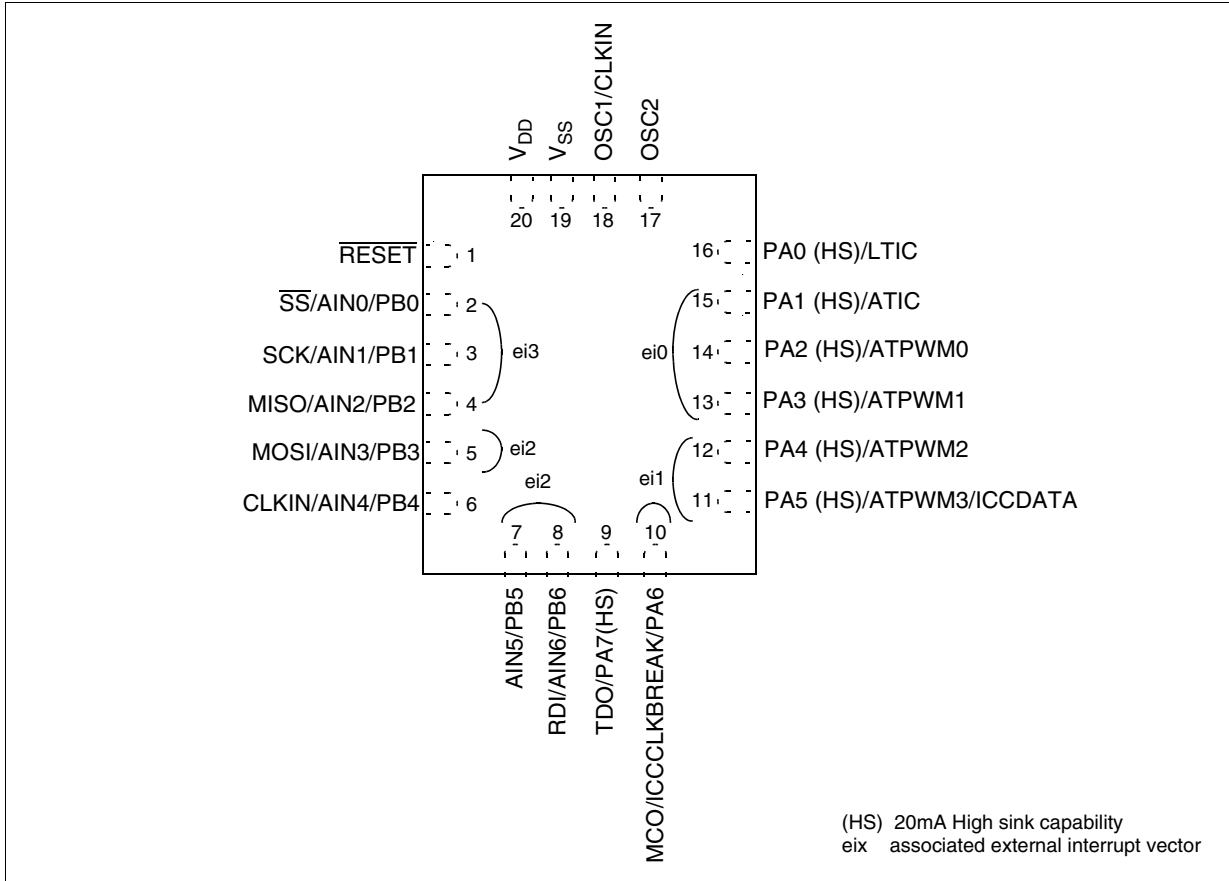 V_DD
V_SS
OSC1/CLKIN
OSC2
20
19
18
17
RESET
1
SS/AIN0/PB0
2
SCK/AIN1/PB1
3
MISO/AIN2/PB2
4
MOSI/AIN3/PB3
5
CLKIN/AIN4/PB4
6
ei3
ei2
ei2
ei0
ei1
16
PA0 (HS)/LTIC
15
PA1 (HS)/ATIC
14
PA2 (HS)/ATPWM0
13
PA3 (HS)/ATPWM1
12
PA4 (HS)/ATPWM2
11
PA5 (HS)/ATPWM3/ICCDATA
7
8
9
10
AIN5/PB5
RDI/AIN6/PB6
TDO/PA7(HS)
MCO/ICCCLKBREAK/PA6
(HS) 20mA High sink capability
eix associated external interrupt vector